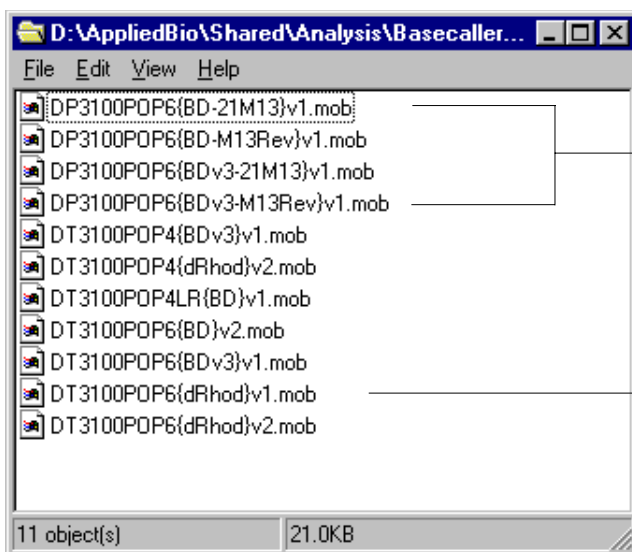 D:\AppliedBio\Shared\Analysis\Basecaller...
File Edit View Help
DP3100POP6{BD-21M13}v1.mob
DP3100POP6{BD-M13Rev}v1.mob
DP3100POP6{BDv3-21M13}v1.mob
DP3100POP6{BDv3-M13Rev}v1.mob
DT3100POP4{BDv3}v1.mob
DT3100POP4{dRhod}v2.mob
DT3100POP4LR{BD}v1.mob
DT3100POP6{BD}v2.mob
DT3100POP6{BDv3}v1.mob
DT3100POP6{dRhod}v1.mob
DT3100POP6{dRhod}v2.mob
11 object(s) 21.0KB